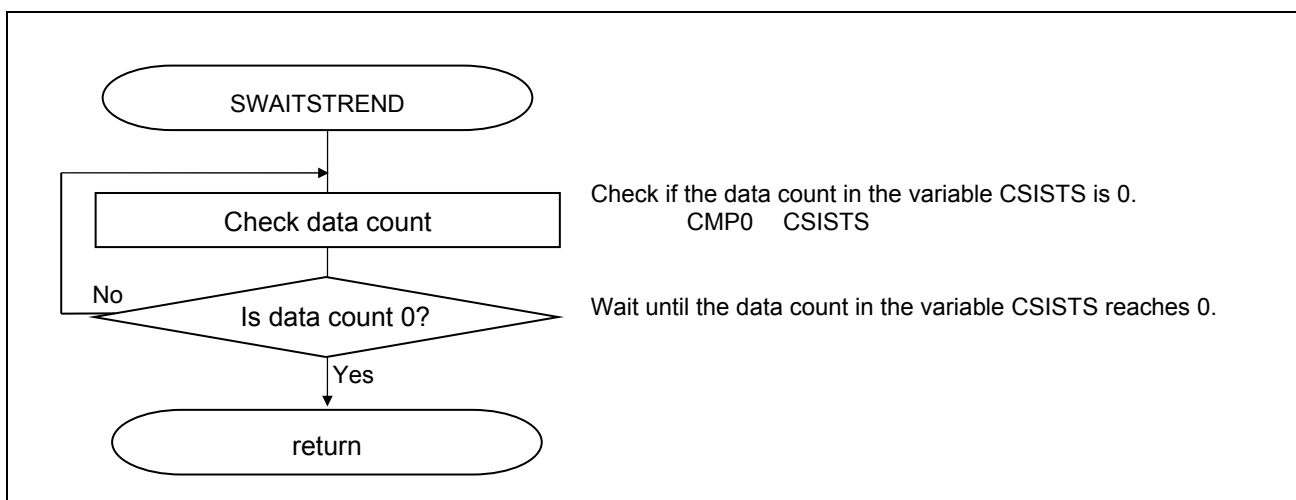 SWAITSTREND
Check if the data count in the variable CSISTS is 0.
Check data count
CMP0 CSISTS
No
Is data count 0?
Wait until the data count in the variable CSISTS reaches 0.
Yes
return